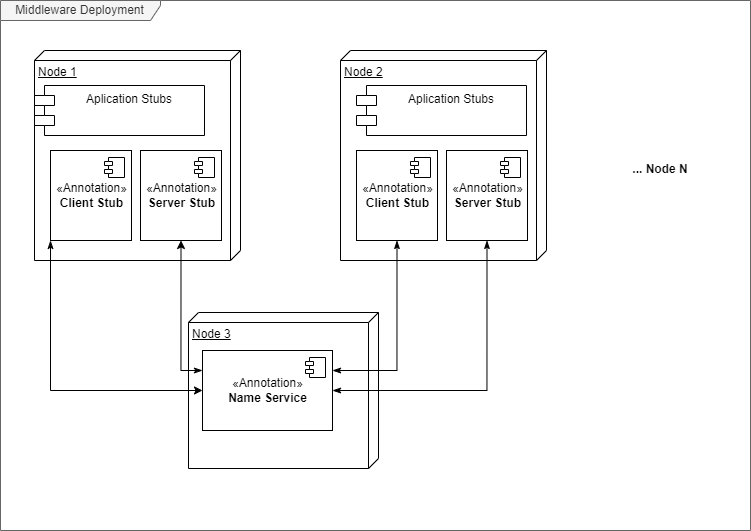 Middleware Deployment
Node 1
Aplication Stubs
«Annotation»
Client Stub
«Annotation»
Server Stub
Node 2
Aplication Stubs
«Annotation»
Client Stub
«Annotation»
Server Stub
... Node N
Node 3
«Annotation»
Name Service